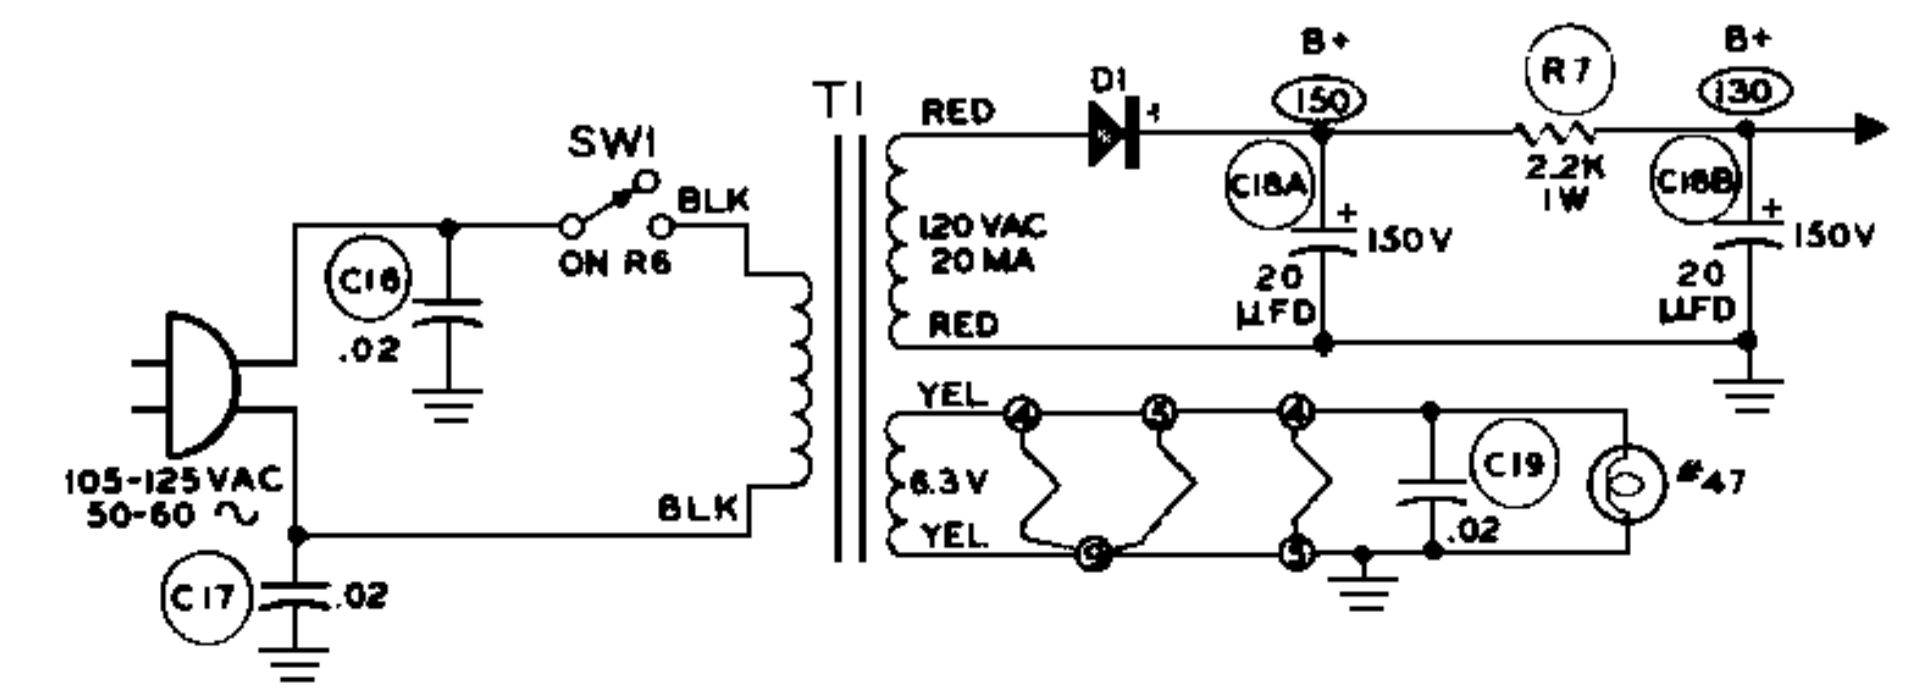 B+
150
R7
B+
130
T1
D1
+
RED
SW1
BLK
2.2K
1W
C18A
C18B
120 VAC
20 MA
+
150V
+
150V
ON R6
20
µFD
20
µFD
.02
RED
YEL
4
5
4
C19
6.3V
#47
105-125 VAC
50-60 ~
BLK
YEL
9
5
.02
C17
.02